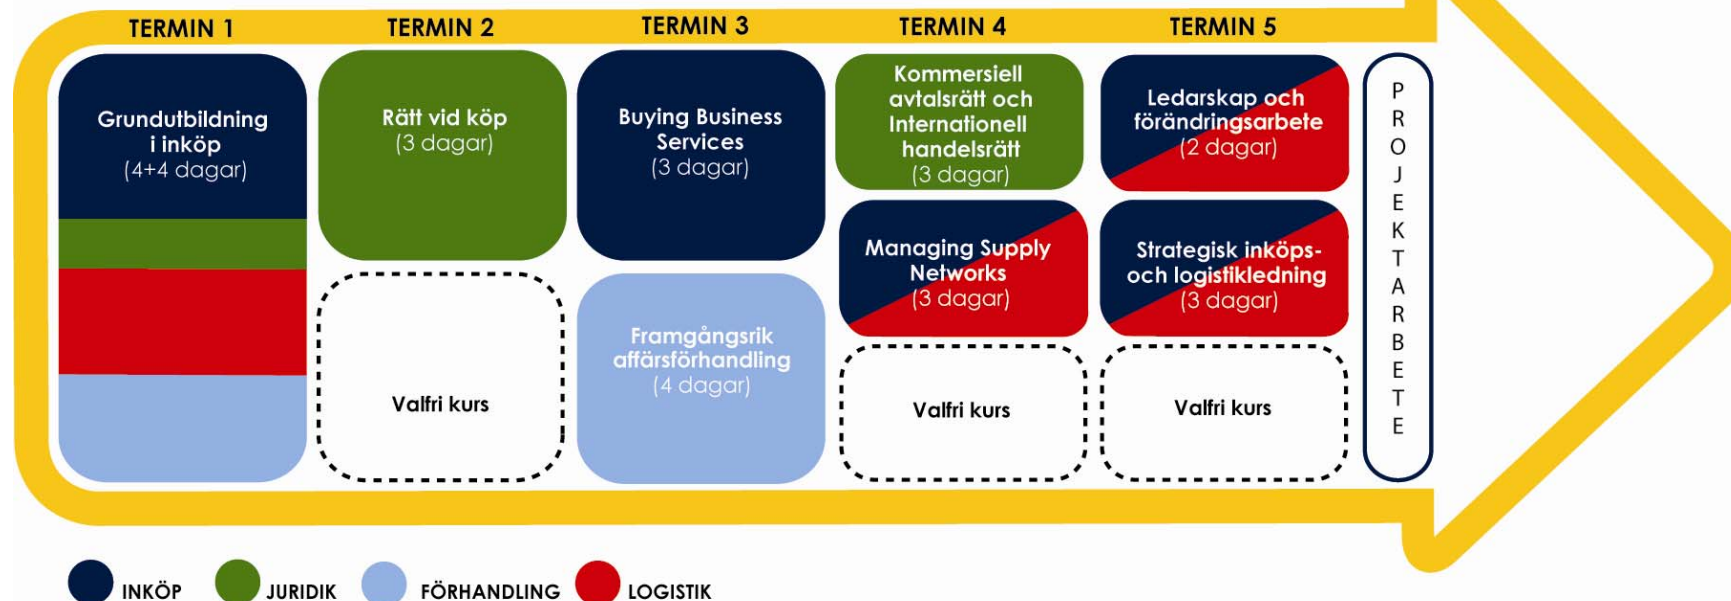 TERMIN 1
TERMIN 2
TERMIN 3
TERMIN 4
TERMIN 5
Grundutbildning
i inköp
(4+4 dagar)
Rätt vid köp
(3 dagar)
Valfri kurs
Buying Business
Services
(3 dagar)
Framgångsrik
affärsförhandling
(4 dagar)
Kommersiell
avtalsrätt och
Internationell
handelsrätt
(3 dagar)
Managing Supply
Networks
(3 dagar)
Valfri kurs
Ledarskap och
förändringsarbete
(2 dagar)
Strategisk inköps-
och logistikledning
(3 dagar)
Valfri kurs
PROJEKTARBETE
INKÖP
JURIDIK
FÖRHANDLING
LOGISTIK